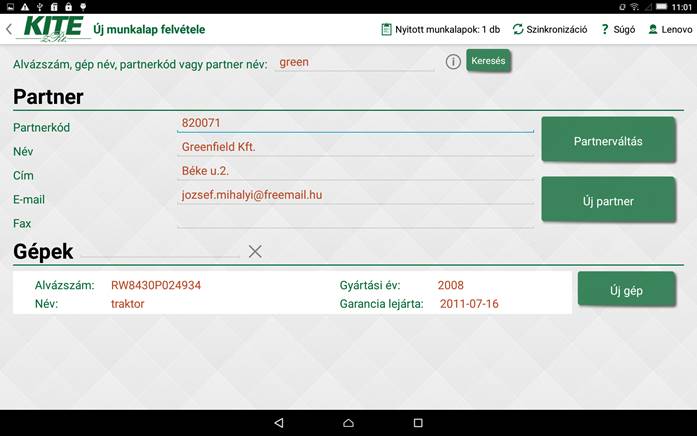 11:01
KITE
ZRt.
Új munkalap felvétele
Nyitott munkalapok: 1 db
Szinkronizáció
? Súgó
Lenovo
Alvázszám, gép név, partnerkód vagy partner név: green
Keresés
Partner
Partnerkód 820071
Név Greenfield Kft.
Cím Béke u.2.
E-mail jozsef.mihalyi@freemail.hu
Fax
Partnerváltás
Új partner
Gépek
Alvázszám: RW8430P024934 Gyártási év: 2008
Név: traktor Garancia lejárta: 2011-07-16
Új gép